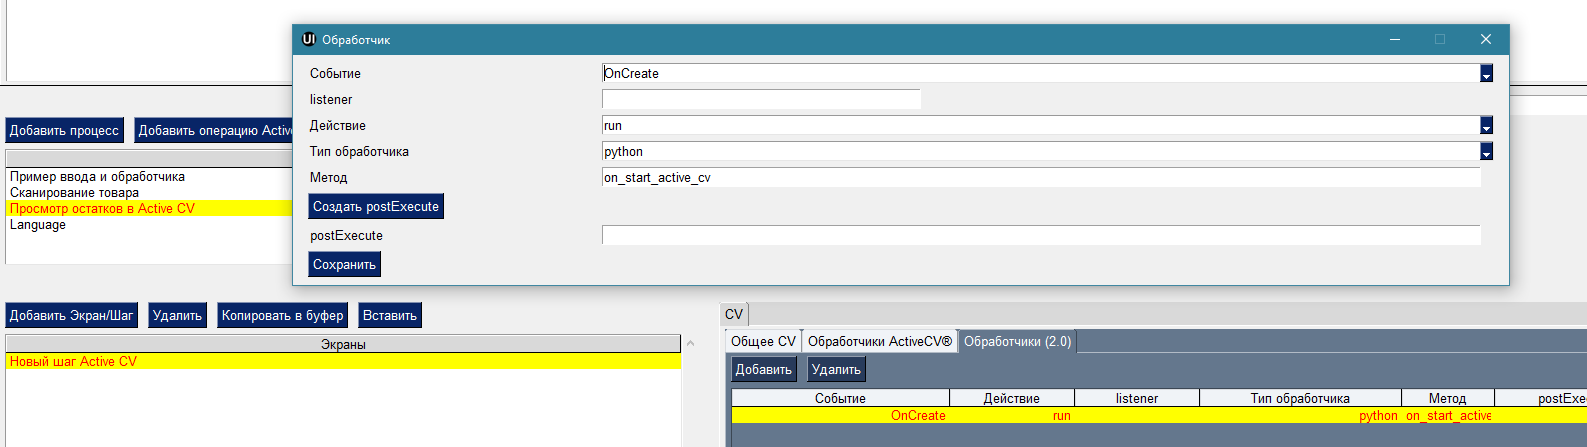 UI Обработчик
Событие OnCreate
listener
Действие run
Тип обработчика python
Метод on_start_active_cv
Создать postExecute
postExecute
Сохранить
Добавить процесс Добавить операцию Active
Пример ввода и обработчика
Сканирование товара
Просмотр остатков в Active CV
Language
Добавить Экран/Шаг Удалить Копировать в буфер Вставить
Экраны
Новый шаг Active CV
CV
Общее CV Обработчики ActiveCV® Обработчики (2.0)
Добавить Удалить
Событие Действие listener Тип обработчика Метод postExec
OnCreate run python on_start_active